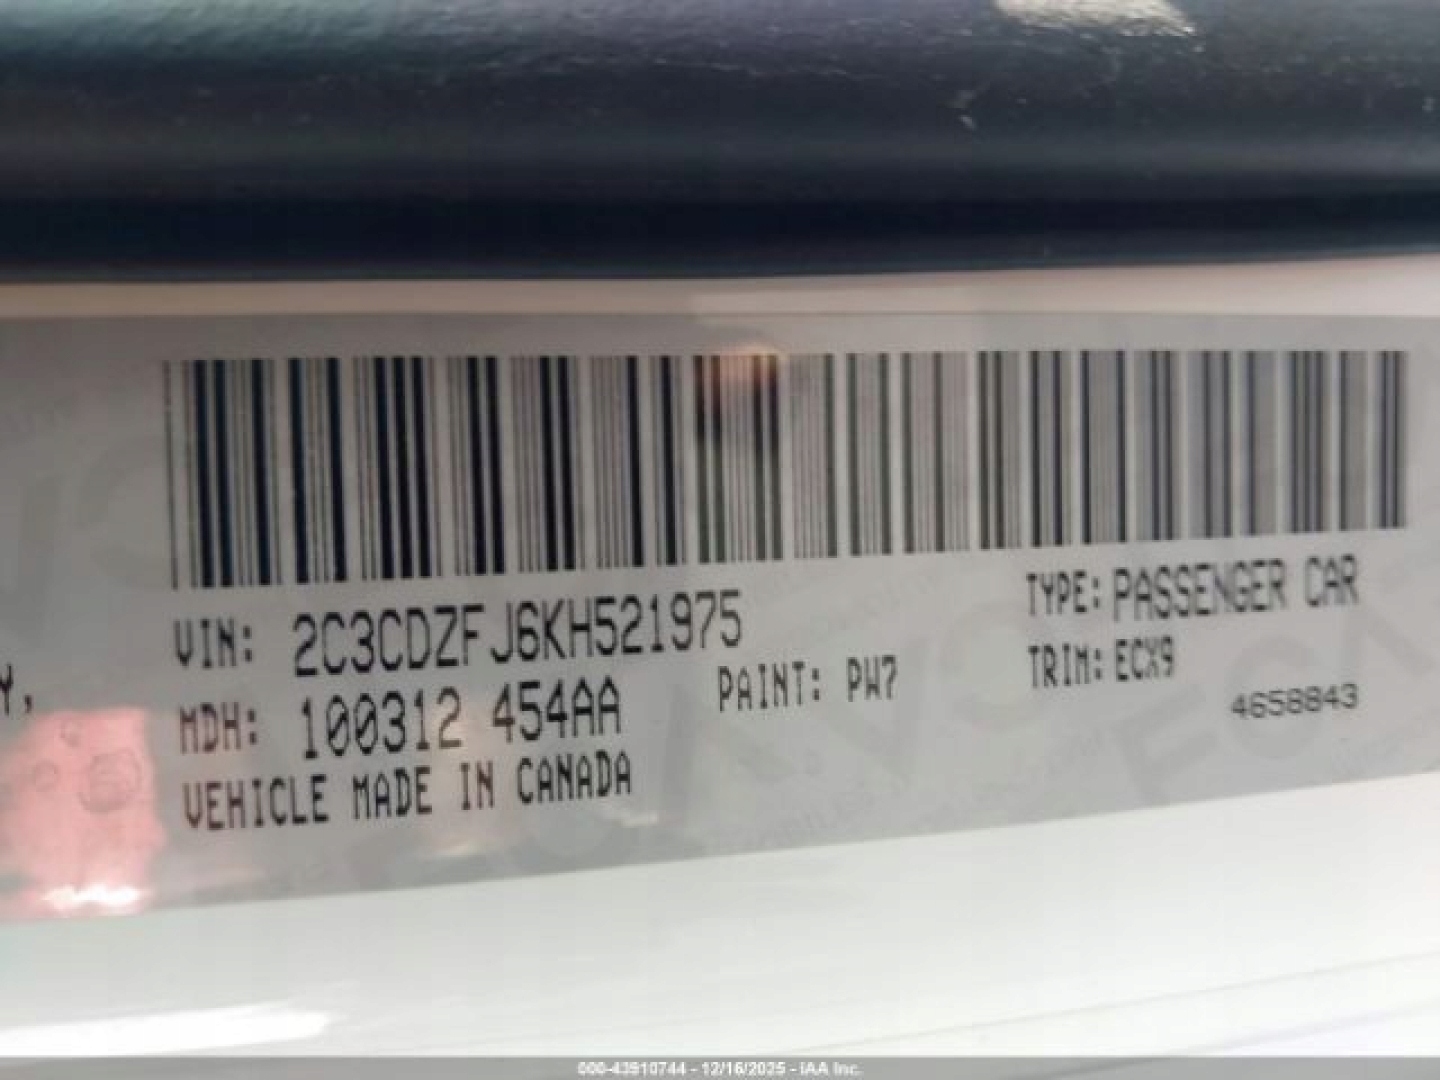 VIN: 2C3CDZFJ6KH521975
TYPE: PASSENGER CAR
MDH: 100312 454AA
PAINT: PW7
TRIM: ECX9
4658843
VEHICLE MADE IN CANADA
Y,
000-43910744 - 12/16/2025 - IAA Inc.